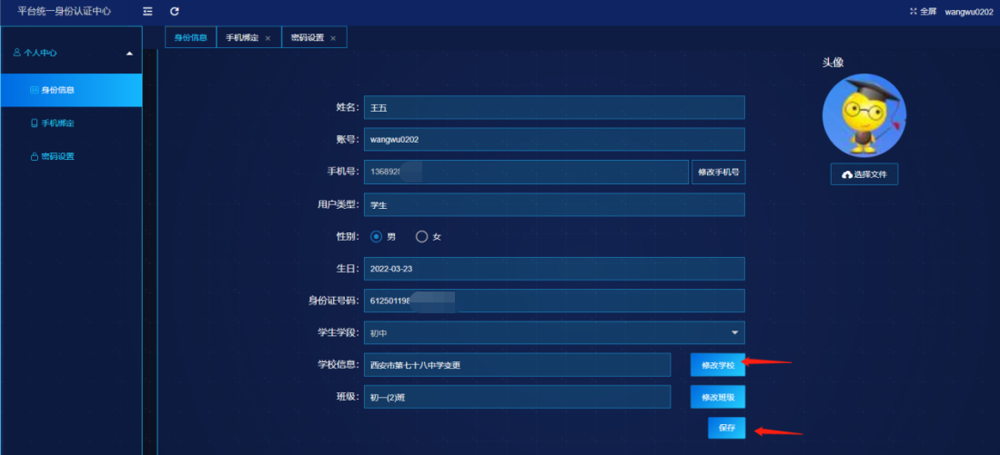 平台统一身份认证中心
全屏 wangwu0202
个人中心
身份信息
手机绑定
密码设置
身份信息 手机绑定 × 密码设置 ×
头像
选择文件
姓名: 王五
账号: wangwu0202
手机号: 1368928 修改手机号
用户类型: 学生
性别: 男 女
生日: 2022-03-23
身份证号码: 612501198
学生学段: 初中
学校信息: 西安市第七十八中学变更 修改学校
班级: 初一(2)班 修改班级
保存